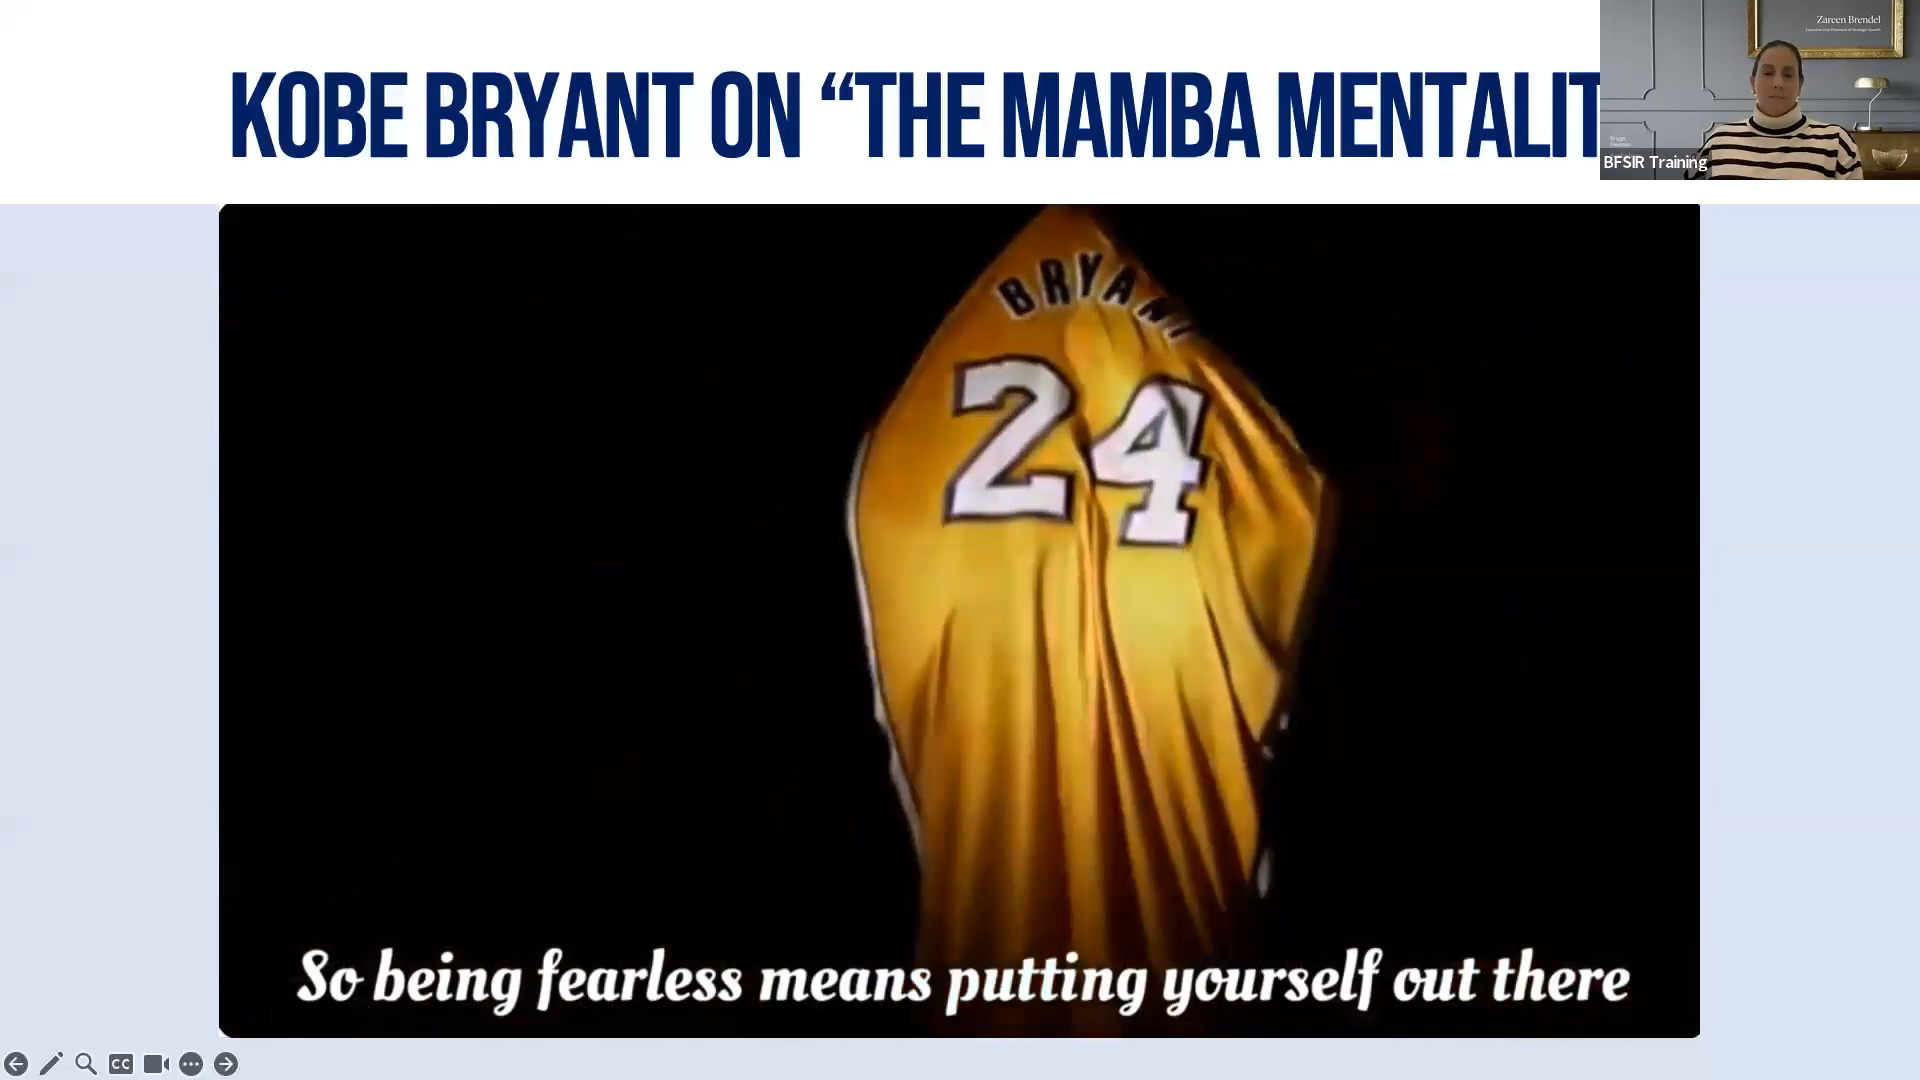 KOBE BRYANT ON “THE MAMBA MENTALIT
Zareen Brendel
BFSIR Training
BRYANT
24
So being fearless means putting yourself out there
CC